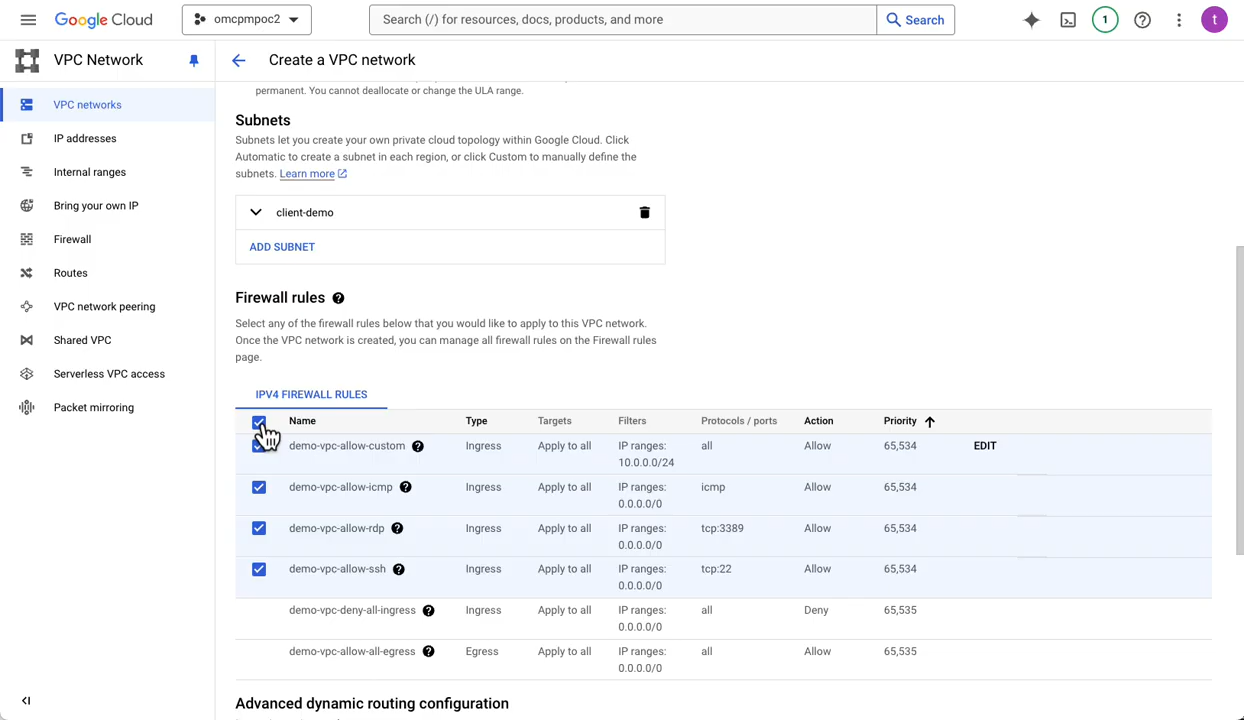 Google Cloud
omcpmpoc2
Search (/) for resources, docs, products, and more
Search
1
t
VPC Network
Create a VPC network
VPC networks
IP addresses
Internal ranges
Bring your own IP
Firewall
Routes
VPC network peering
Shared VPC
Serverless VPC access
Packet mirroring
permanent. You cannot deallocate or change the ULA range.
Subnets
Subnets let you create your own private cloud topology within Google Cloud. Click
Automatic to create a subnet in each region, or click Custom to manually define the
subnets. Learn more
client-demo
ADD SUBNET
Firewall rules
Select any of the firewall rules below that you would like to apply to this VPC network.
Once the VPC network is created, you can manage all firewall rules on the Firewall rules
page.
IPV4 FIREWALL RULES
Name Type Targets Filters Protocols / ports Action Priority
demo-vpc-allow-custom Ingress Apply to all IP ranges: all Allow 65,534 EDIT
10.0.0.0/24
demo-vpc-allow-icmp Ingress Apply to all IP ranges: icmp Allow 65,534
0.0.0.0/0
demo-vpc-allow-rdp Ingress Apply to all IP ranges: tcp:3389 Allow 65,534
0.0.0.0/0
demo-vpc-allow-ssh Ingress Apply to all IP ranges: tcp:22 Allow 65,534
0.0.0.0/0
demo-vpc-deny-all-ingress Ingress Apply to all IP ranges: all Deny 65,535
0.0.0.0/0
demo-vpc-allow-all-egress Egress Apply to all IP ranges: all Allow 65,535
0.0.0.0/0
Advanced dynamic routing configuration